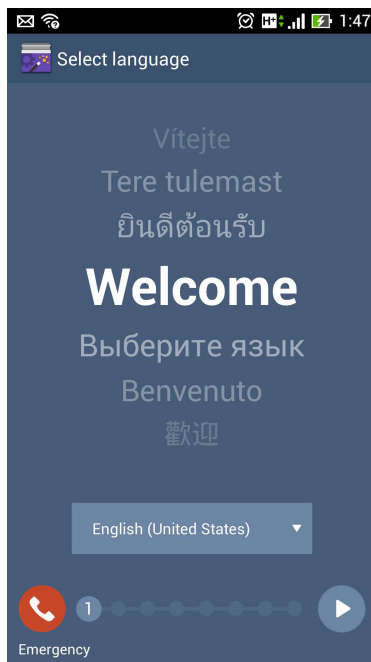 H+ 1:47
Select language
Vítejte
Tere tulemast
ยินดีต้อนรับ
Welcome
Выберите язык
Benvenuto
歡迎
English (United States)
1
Emergency